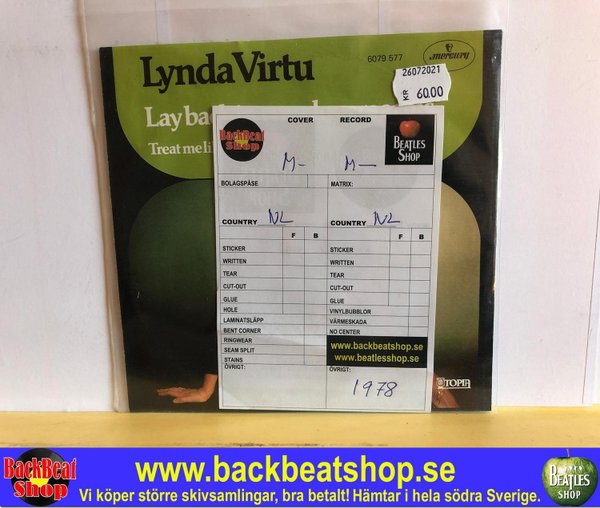 Lynda Virtu
6079 577
mercury
26072021
KR 60.00
Lay bac
Treat me li
BackBeat Shop
COVER
RECORD
BEATLES SHOP
M-
M-
BOLAGSPÅSE
MATRIX:
COUNTRY NL
COUNTRY NL
F B
F B
STICKER
STICKER
WRITTEN
WRITTEN
TEAR
TEAR
CUT-OUT
CUT-OUT
GLUE
GLUE
HOLE
VINYLBUBBLOR
LAMINATSLÄPP
VÄRMESKADA
BENT CORNER
NO CENTER
RINGWEAR
www.backbeatshop.se
SEAM SPLIT
www.beatlesshop.se
STAINS
ÖVRIGT:
ÖVRIGT:
1978
TOPIA
BackBeat Shop
www.backbeatshop.se
Vi köper större skivsamlingar, bra betalt! Hämtar i hela södra Sverige.
BEATLES SHOP